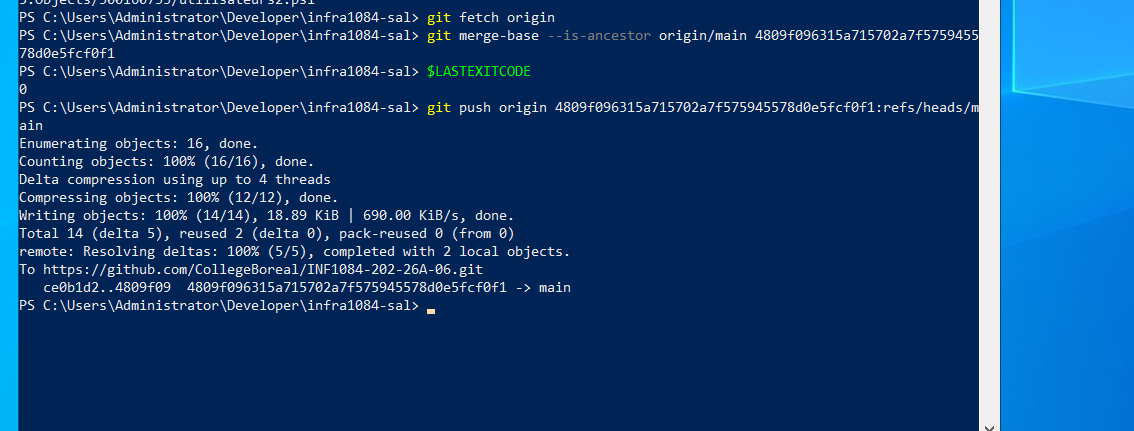 PS C:\Users\Administrator\Developer\infra1084-sal> git fetch origin
PS C:\Users\Administrator\Developer\infra1084-sal> git merge-base --is-ancestor origin/main 4809f096315a715702a7f5759455
78d0e5fcf0f1
PS C:\Users\Administrator\Developer\infra1084-sal> $LASTEXITCODE
0
PS C:\Users\Administrator\Developer\infra1084-sal> git push origin 4809f096315a715702a7f575945578d0e5fcf0f1:refs/heads/m
ain
Enumerating objects: 16, done.
Counting objects: 100% (16/16), done.
Delta compression using up to 4 threads
Compressing objects: 100% (12/12), done.
Writing objects: 100% (14/14), 18.89 KiB | 690.00 KiB/s, done.
Total 14 (delta 5), reused 2 (delta 0), pack-reused 0 (from 0)
remote: Resolving deltas: 100% (5/5), completed with 2 local objects.
To https://github.com/CollegeBoreal/INF1084-202-26A-06.git
   ce0b1d2..4809f09  4809f096315a715702a7f575945578d0e5fcf0f1 -> main
PS C:\Users\Administrator\Developer\infra1084-sal>